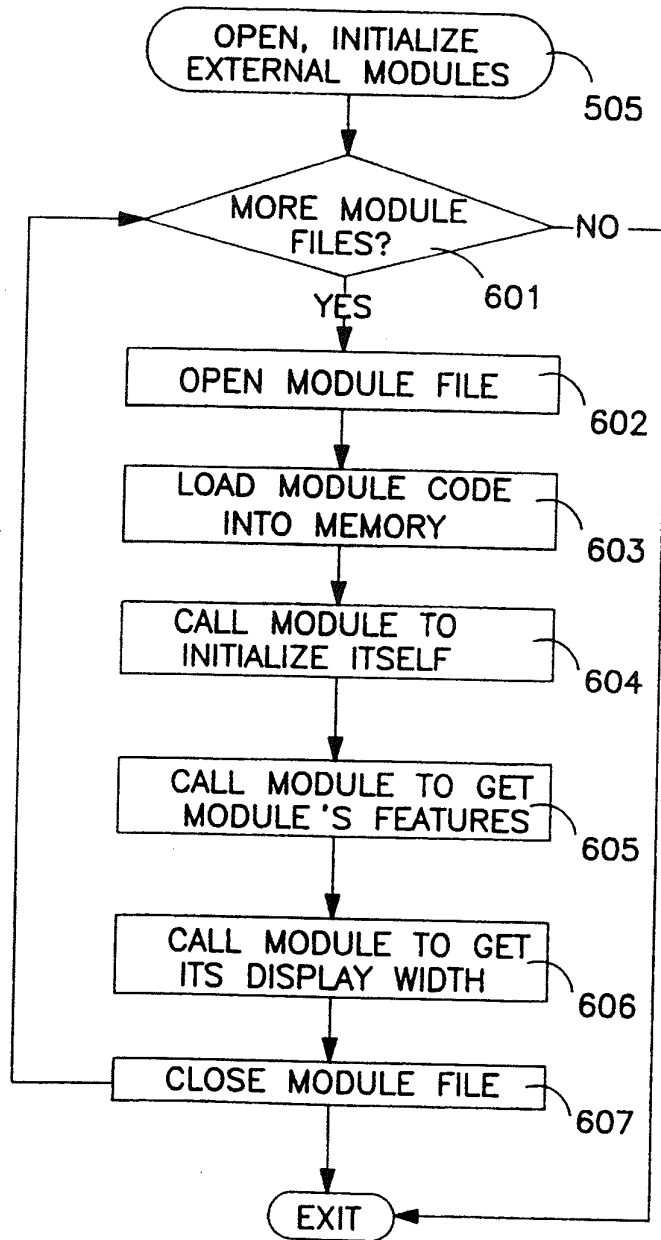 OPEN, INITIALIZE
EXTERNAL MODULES
505
MORE MODULE
FILES?
NO
601
YES
OPEN MODULE FILE
602
LOAD MODULE CODE
INTO MEMORY
603
CALL MODULE TO
INITIALIZE ITSELF
604
CALL MODULE TO GET
MODULE'S FEATURES
605
CALL MODULE TO GET
ITS DISPLAY WIDTH
606
CLOSE MODULE FILE
607
EXIT